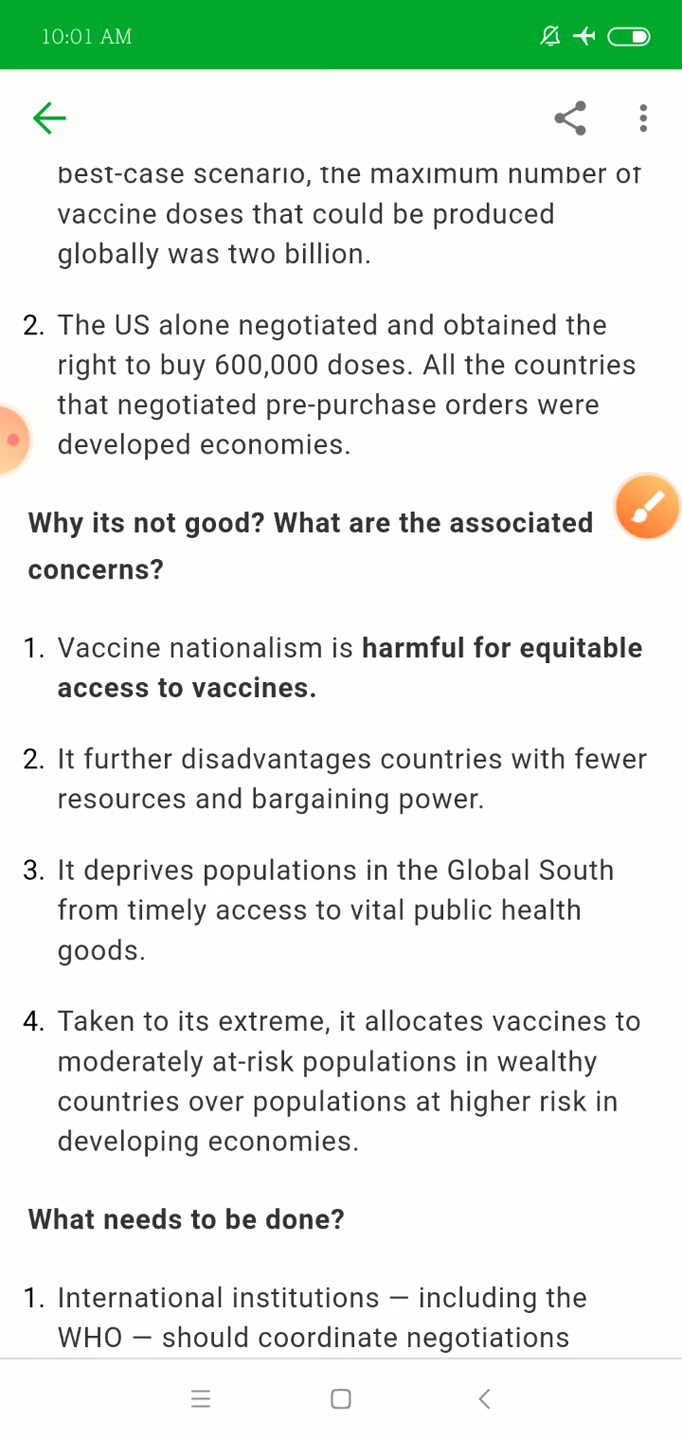 10:01 AM
best-case scenario, the maximum number of
vaccine doses that could be produced
globally was two billion.
2. The US alone negotiated and obtained the
right to buy 600,000 doses. All the countries
that negotiated pre-purchase orders were
developed economies.
Why its not good? What are the associated
concerns?
1. Vaccine nationalism is harmful for equitable
access to vaccines.
2. It further disadvantages countries with fewer
resources and bargaining power.
3. It deprives populations in the Global South
from timely access to vital public health
goods.
4. Taken to its extreme, it allocates vaccines to
moderately at-risk populations in wealthy
countries over populations at higher risk in
developing economies.
What needs to be done?
1. International institutions — including the
WHO — should coordinate negotiations